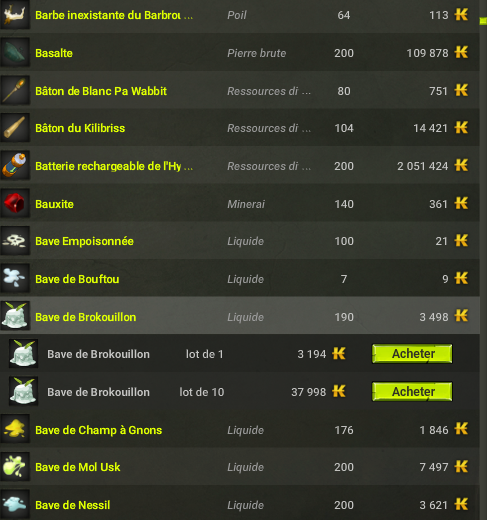 Barbe inexistante du Barbrou ... Poil 64 113
Basalte Pierre brute 200 109 878
Bâton de Blanc Pa Wabbit Ressources di ... 80 751
Bâton du Kilibriss Ressources di ... 104 14 421
Batterie rechargeable de l'Hy ... Ressources di ... 200 2 051 424
Bauxite Minerai 140 361
Bave Empoisonnée Liquide 100 21
Bave de Bouftou Liquide 7 9
Bave de Brokouillon Liquide 190 3 498
Bave de Brokouillon lot de 1 3 194 Acheter
Bave de Brokouillon lot de 10 37 998 Acheter
Bave de Champ à Gnons Liquide 176 1 846
Bave de Mol Usk Liquide 200 7 497
Bave de Nessil Liquide 200 3 621